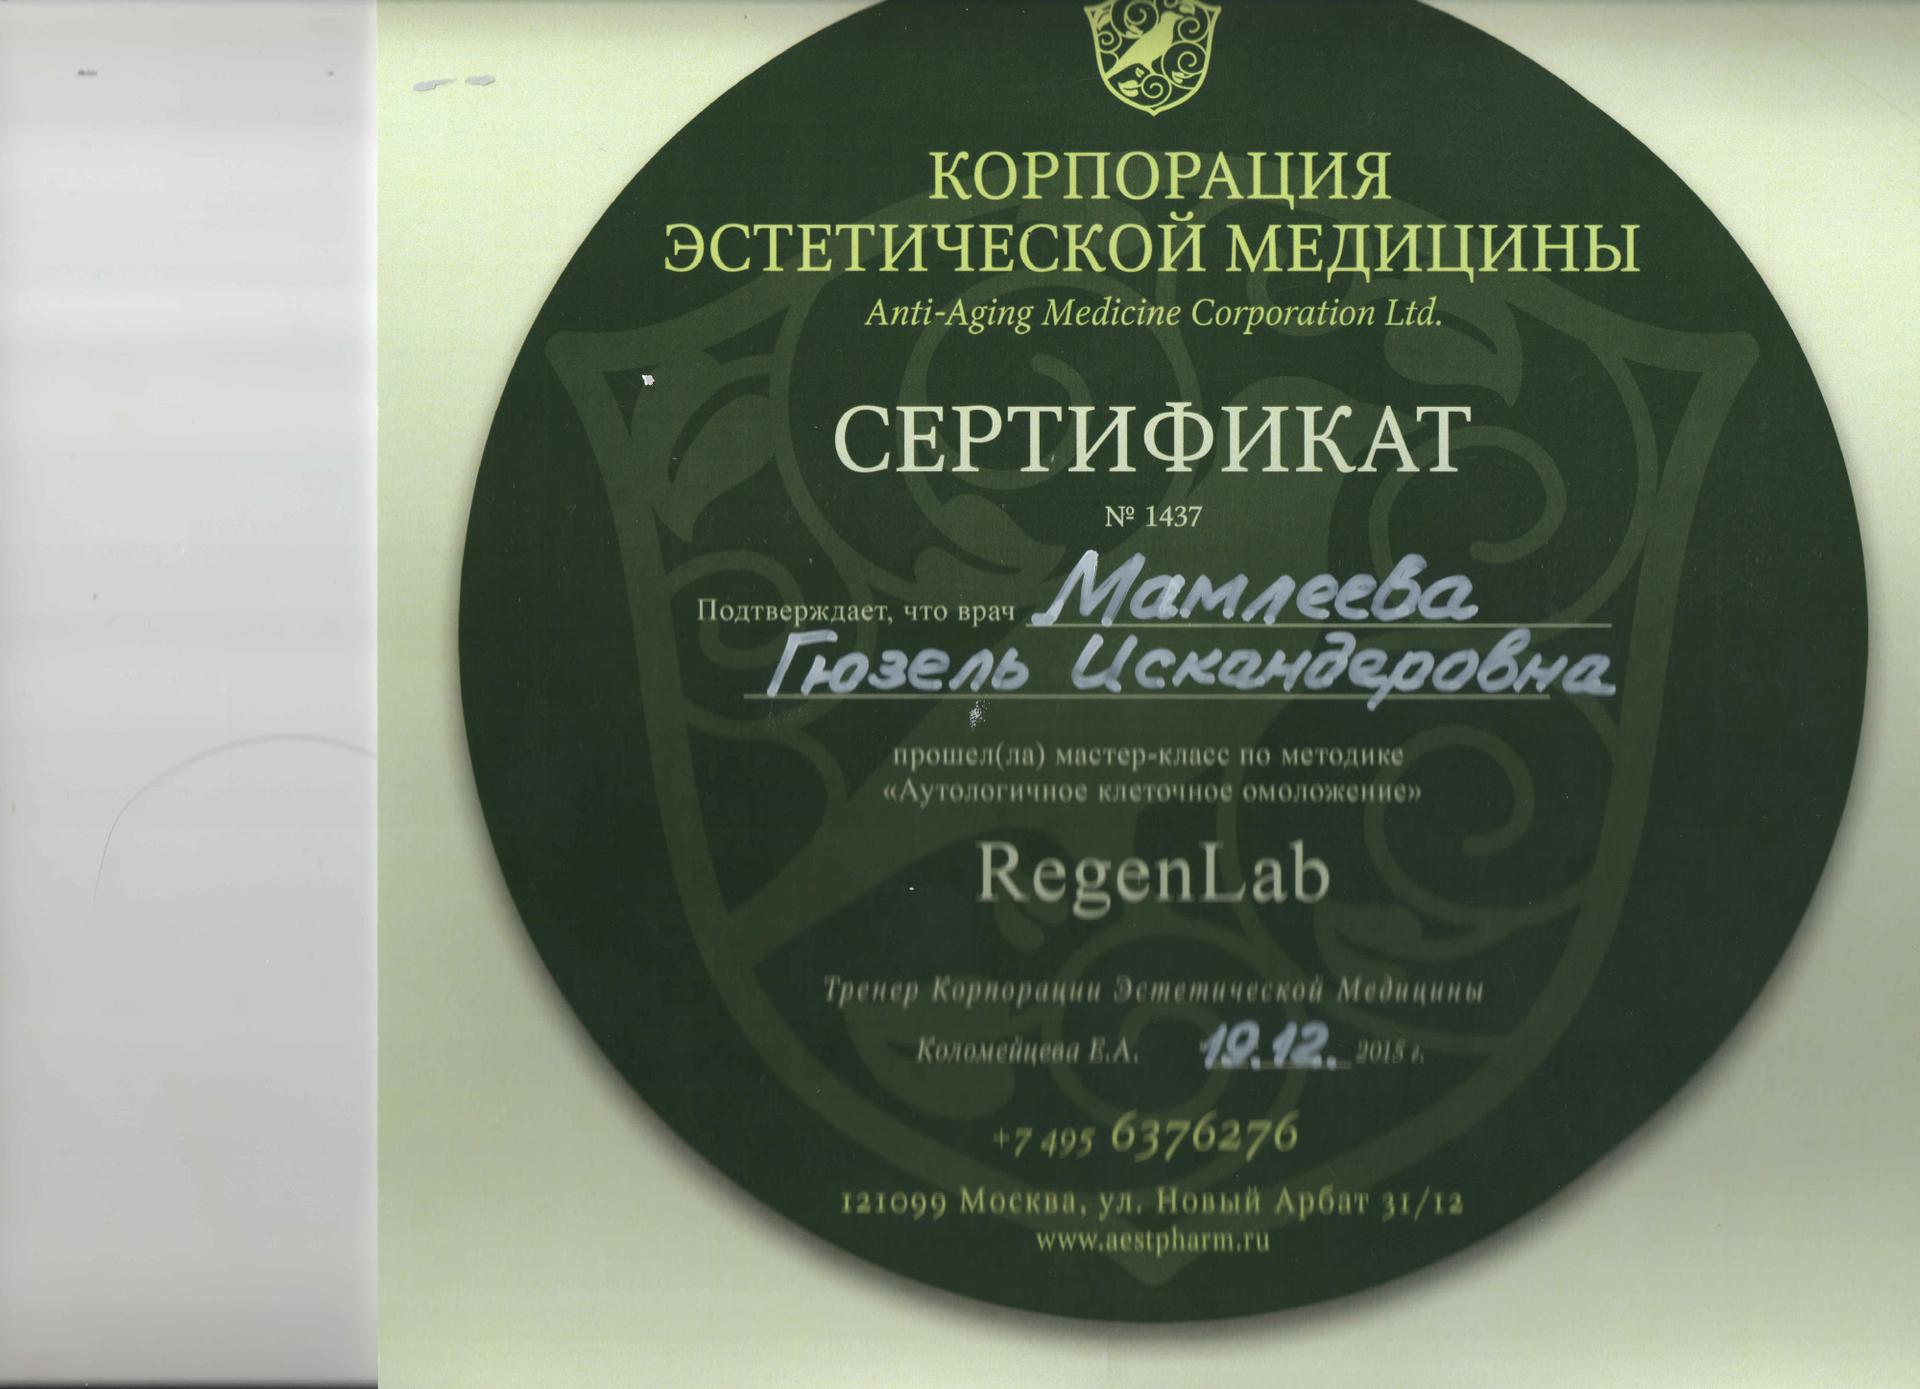 КОРПОРАЦИЯ
ЭСТЕТИЧЕСКОЙ МЕДИЦИНЫ
Anti-Aging Medicine Corporation Ltd.
СЕРТИФИКАТ
№ 1437
Подтверждает, что врач Мамлеева
Гюзель Искандеровна
прошел(ла) мастер-класс по методике
«Аутологичное клеточное омоложение»
RegenLab
Тренер Корпорации Эстетической Медицины
Коломейцева Е.А. 19.12. 2015 г.
+7 495 6376276
121099 Москва, ул. Новый Арбат 31/12
www.aestpharm.ru